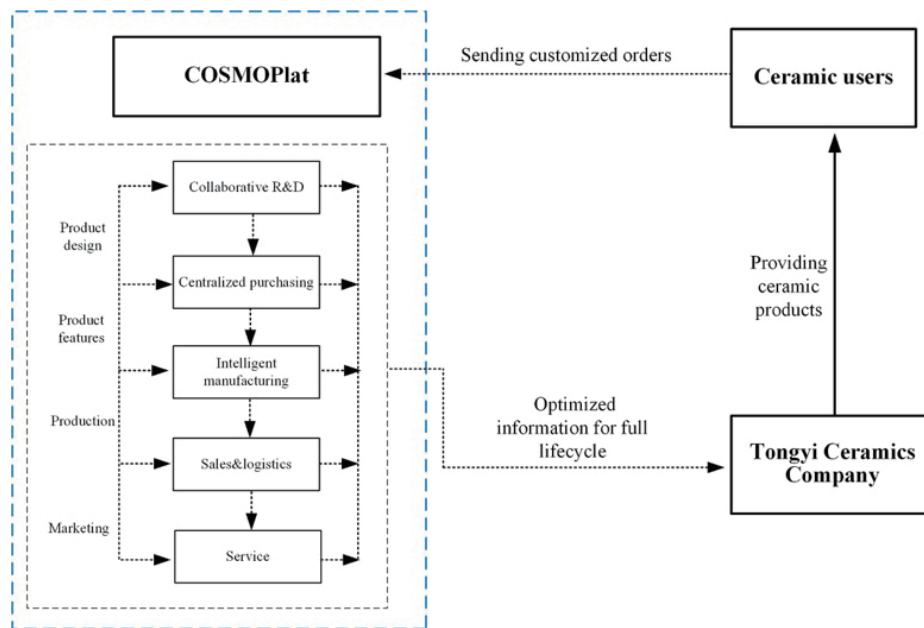 COSMOPlat
Sending customized orders
Ceramic users
Collaborative R&D
Product
design
Centralized purchasing
Product
features
Intelligent
manufacturing
Production
Sales&logistics
Marketing
Service
Optimized
information for full
lifecycle
Providing
ceramic
products
Tongyi Ceramics
Company